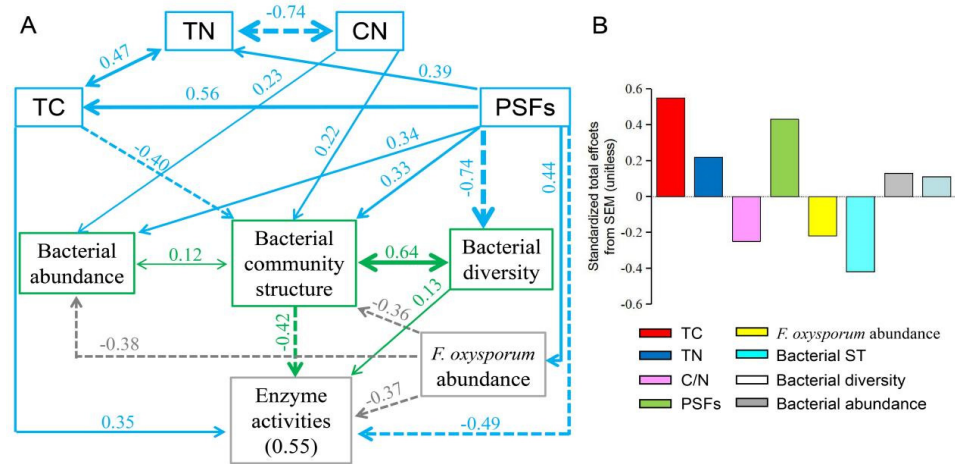 A
TN
-0.74
CN
0.47
0.23
0.39
TC
0.56
PSFs
-0.40
0.22
0.34
0.33
-0.74
0.44
Bacterial
abundance
0.12
Bacterial
community
structure
0.64
Bacterial
diversity
0.13
-0.36
-0.42
-0.38
F. oxysporum
abundance
-0.37
Enzyme
activities
(0.55)
0.35
-0.49
B
Standardized total effcets
from SEM (unitless)
0.6
0.4
0.2
0
-0.2
-0.4
-0.6
TC
TN
C/N
PSFs
F. oxysporum abundance
Bacterial ST
Bacterial diversity
Bacterial abundance